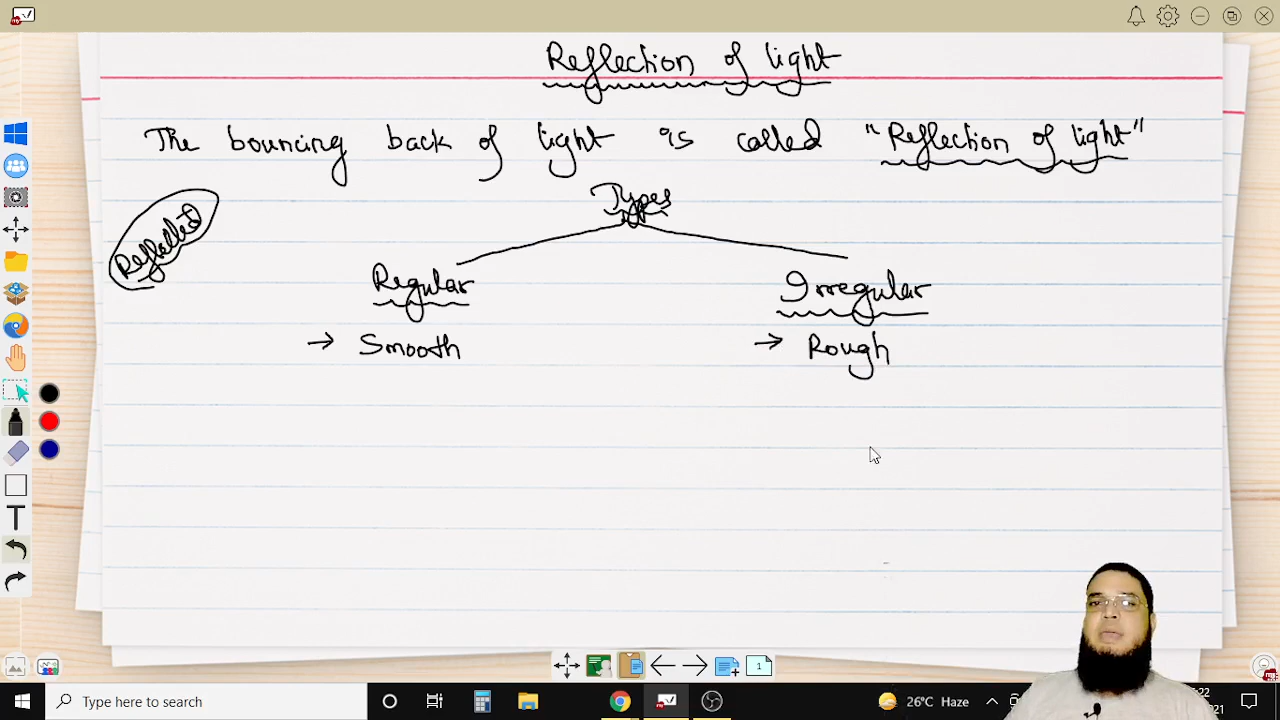 Reflection of light
The bouncing back of light is called "Reflection of light"
Types
Reflected
Regular
Irregular
→ Smooth
→ Rough
1
Type here to search
26°C Haze